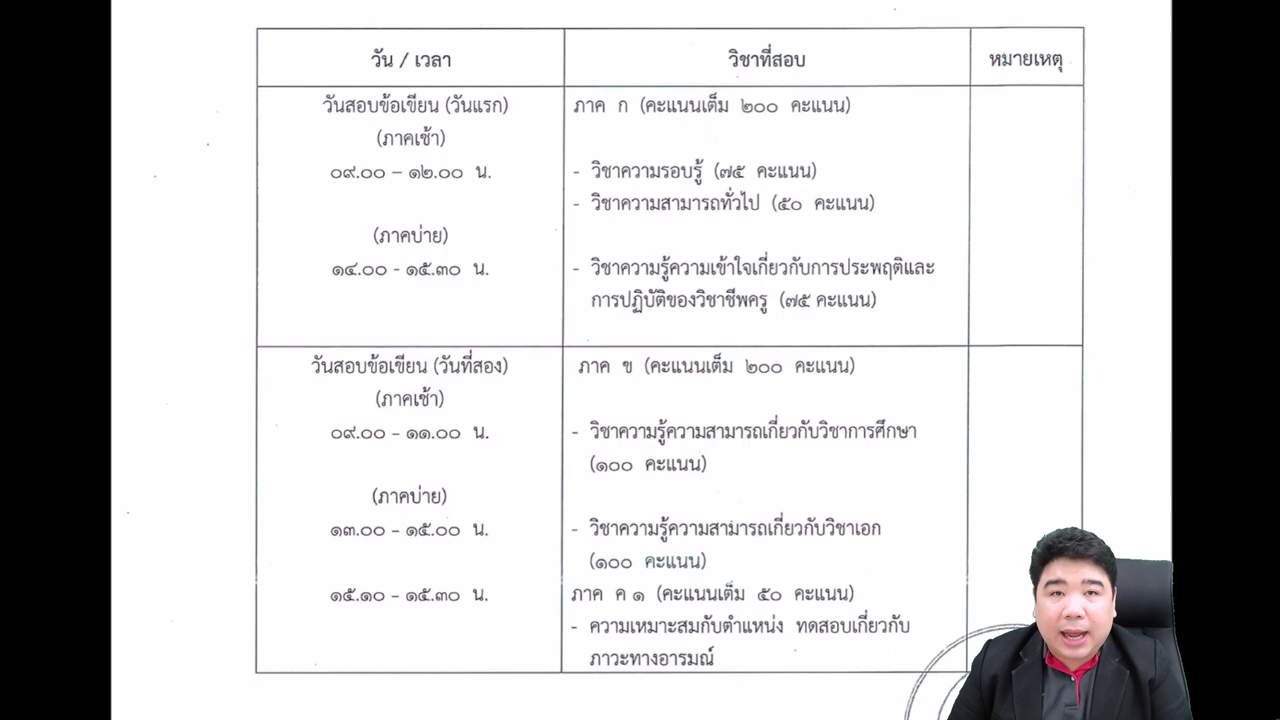 วัน / เวลา วิชาที่สอบ หมายเหตุ
วันสอบข้อเขียน (วันแรก) ภาค ก (คะแนนเต็ม ๒๐๐ คะแนน)
(ภาคเช้า)
๐๙.๐๐ – ๑๒.๐๐ น. - วิชาความรอบรู้ (๗๕ คะแนน)
- วิชาความสามารถทั่วไป (๕๐ คะแนน)
(ภาคบ่าย)
๑๔.๐๐ - ๑๕.๓๐ น. - วิชาความรู้ความเข้าใจเกี่ยวกับการประพฤติและ
การปฏิบัติของวิชาชีพครู (๗๕ คะแนน)
วันสอบข้อเขียน (วันที่สอง) ภาค ข (คะแนนเต็ม ๒๐๐ คะแนน)
(ภาคเช้า)
๐๙.๐๐ - ๑๑.๐๐ น. - วิชาความรู้ความสามารถเกี่ยวกับวิชาการศึกษา
(๑๐๐ คะแนน)
(ภาคบ่าย)
๑๓.๐๐ - ๑๕.๐๐ น. - วิชาความรู้ความสามารถเกี่ยวกับวิชาเอก
(๑๐๐ คะแนน)
๑๕.๑๐ - ๑๕.๓๐ น. ภาค ค ๑ (คะแนนเต็ม ๕๐ คะแนน)
- ความเหมาะสมกับตำแหน่ง ทดสอบเกี่ยวกับ
ภาวะทางอารมณ์